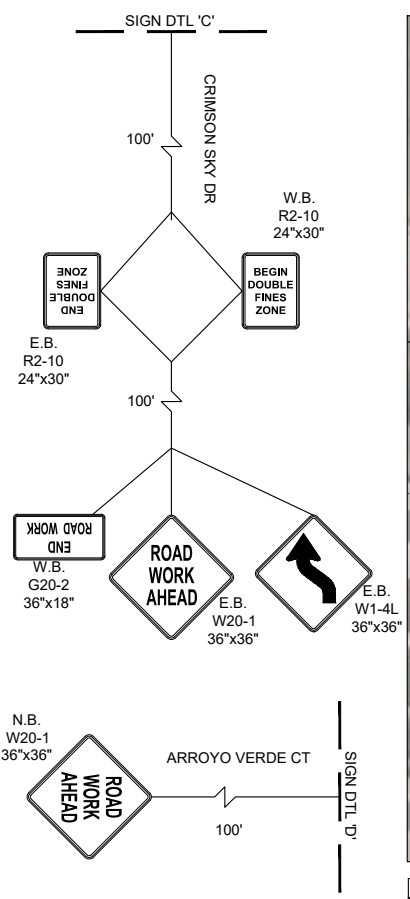 SIGN DTL 'C'
CRIMSON SKY DR
100'
W.B.
R2-10
24"x30"
END
DOUBLE
FINES
ZONE
BEGIN
DOUBLE
FINES
ZONE
E.B.
R2-10
24"x30"
100'
END
ROAD WORK
W.B.
G20-2
36"x18"
ROAD
WORK
AHEAD
E.B.
W20-1
36"x36"
E.B.
W1-4L
36"x36"
N.B.
W20-1
36"x36"
ROAD
WORK
AHEAD
ARROYO VERDE CT
100'
SIGN DTL 'D'